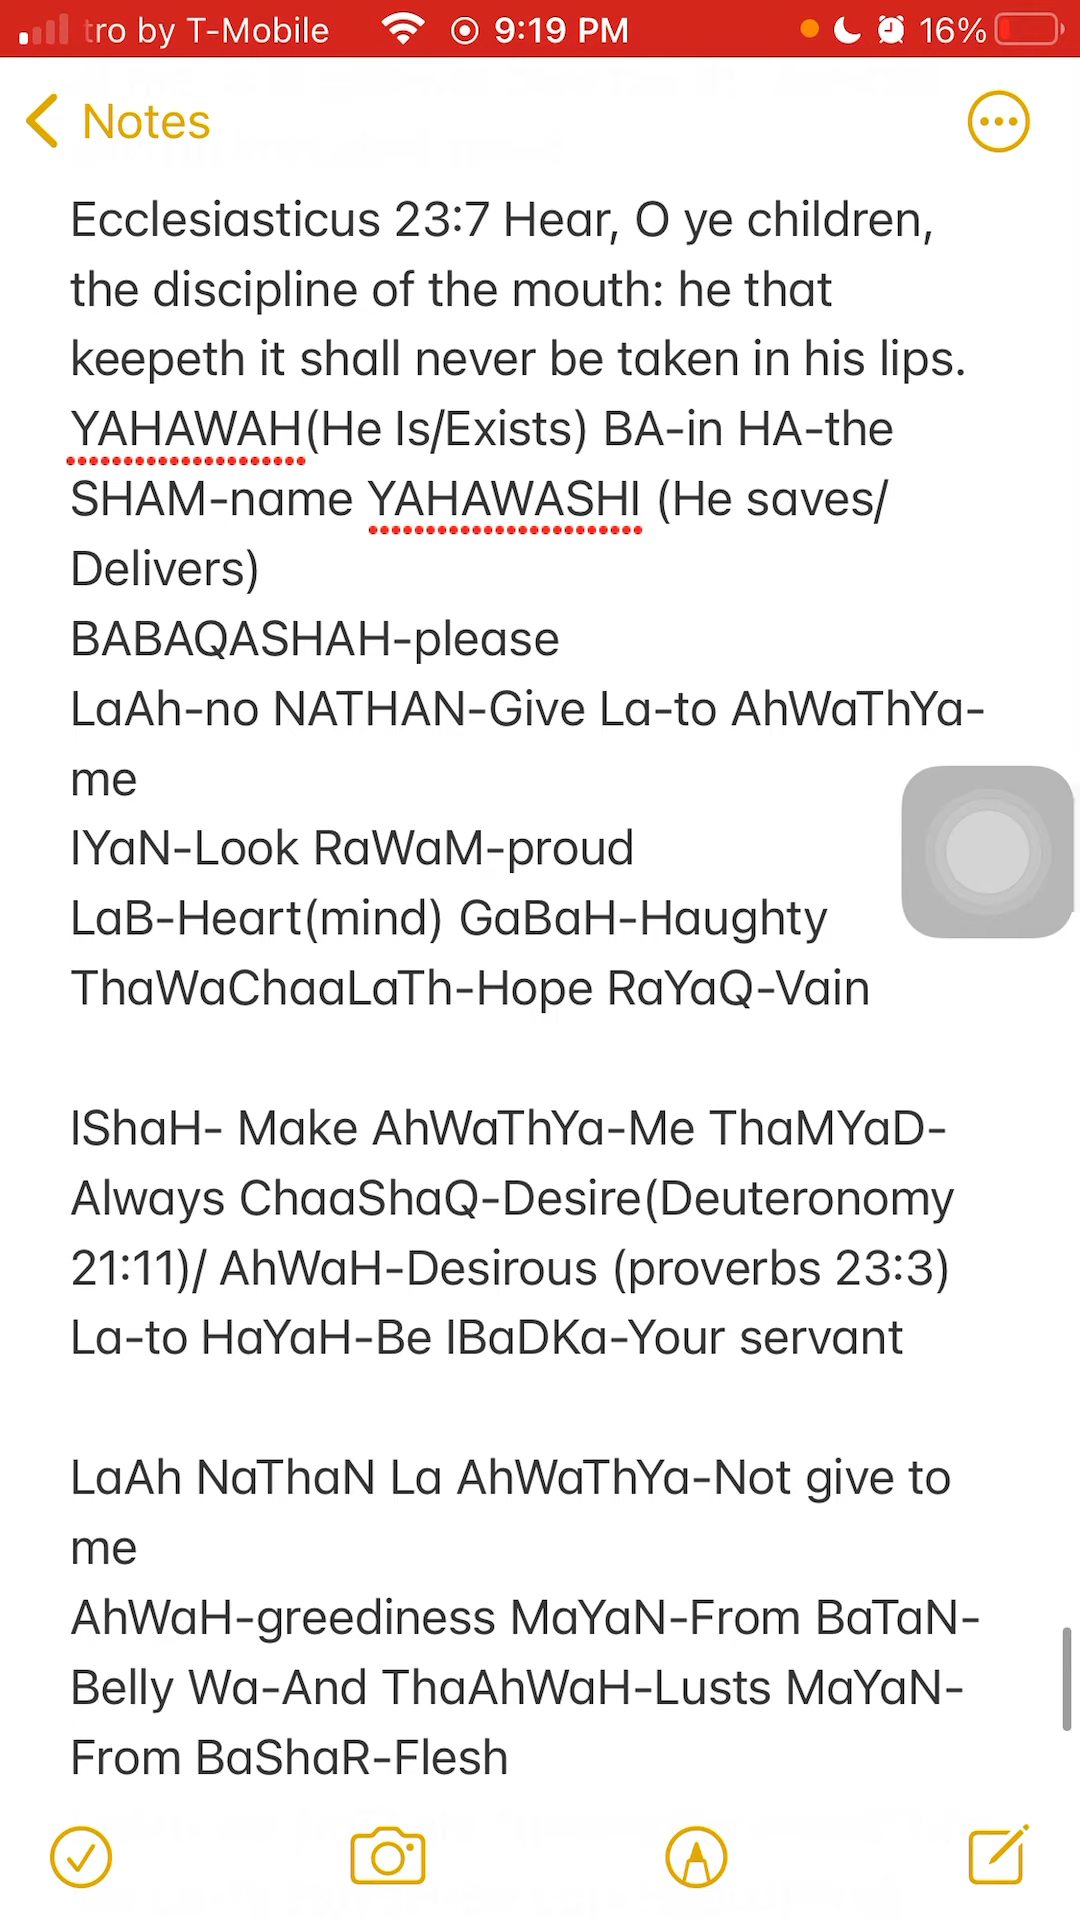 tro by T-Mobile 9:19 PM 16%
Notes
Ecclesiasticus 23:7 Hear, O ye children,
the discipline of the mouth: he that
keepeth it shall never be taken in his lips.
YAHAWAH(He Is/Exists) BA-in HA-the
SHAM-name YAHAWASHI (He saves/
Delivers)
BABAQASHAH-please
LaAh-no NATHAN-Give La-to AhWaThYa-
me
IYaN-Look RaWaM-proud
LaB-Heart(mind) GaBaH-Haughty
ThaWaChaaLaTh-Hope RaYaQ-Vain
IShaH- Make AhWaThYa-Me ThaMYaD-
Always ChaaShaQ-Desire(Deuteronomy
21:11)/ AhWaH-Desirous (proverbs 23:3)
La-to HaYaH-Be IBaDKa-Your servant
LaAh NaThaN La AhWaThYa-Not give to
me
AhWaH-greediness MaYaN-From BaTaN-
Belly Wa-And ThaAhWaH-Lusts MaYaN-
From BaShaR-Flesh